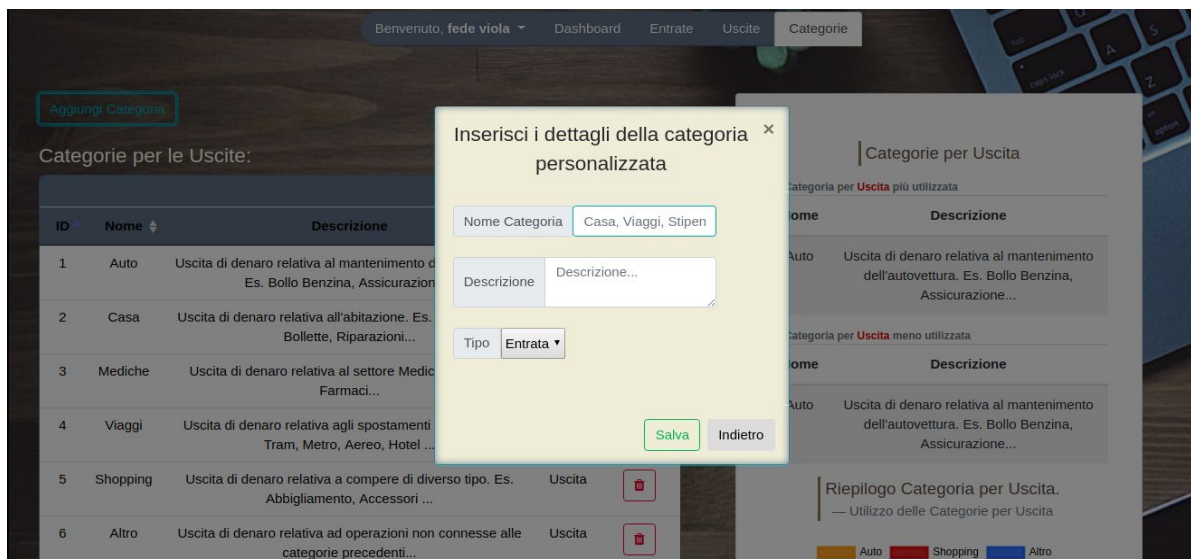 Benvenuto, fede viola Dashboard Entrate Uscite Categorie
Aggiungi Categoria
Categorie per le Uscite:
ID Nome Descrizione
1 Auto Uscita di denaro relativa al mantenimento
Es. Bollo Benzina,
2 Casa Uscita di denaro relativa all'abitazione. Es.
Bollette, Riparazioni...
3 Mediche Uscita di denaro relativa al settore
Farmaci...
4 Viaggi Uscita di denaro relativa agli spostamenti
Tram, Metro, Aereo, Hotel ...
5 Shopping Uscita di denaro relativa a compere di diverso tipo. Es. Uscita
Abbigliamento, Accessori ...
6 Altro Uscita di denaro relativa ad operazioni non connesse alle Uscita
categorie precedenti...
Inserisci i dettagli della categoria ×
personalizzata
Nome Categoria Casa, Viaggi, Stipen
Descrizione Descrizione...
Tipo Entrata
Salva Indietro
Categorie per Uscita
Categoria per Uscita più utilizzata
Nome Descrizione
Auto Uscita di denaro relativa al mantenimento
dell'autovettura. Es. Bollo Benzina,
Assicurazione...
Categoria per Uscita meno utilizzata
Nome Descrizione
Auto Uscita di denaro relativa al mantenimento
dell'autovettura. Es. Bollo Benzina,
Assicurazione...
Riepilogo Categoria per Uscita.
— Utilizzo delle Categorie per Uscita
Auto Shopping Altro
tab
caps lock
A
S
Z
option